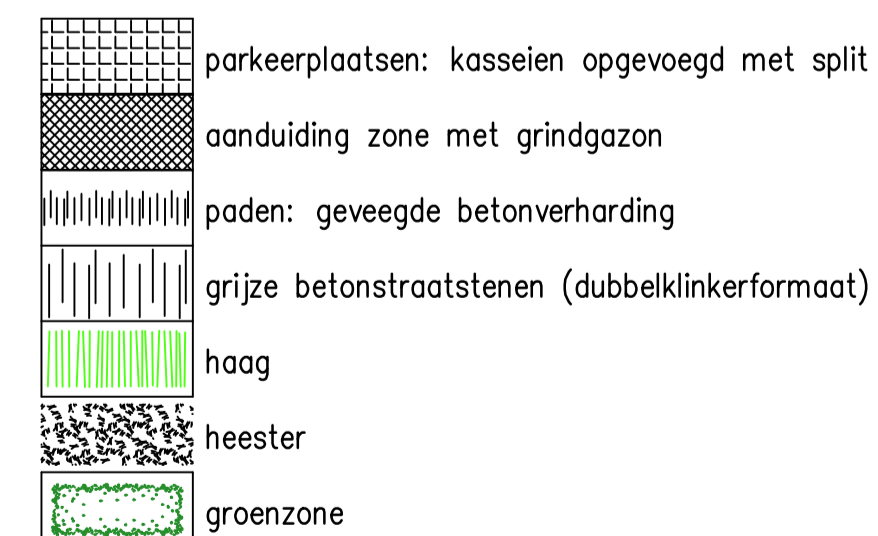 parkeerplaatsen: kasseien opgevoegd met split
aanduiding zone met grindgazon
paden: geveegde betonverharding
grijze betonstraatstenen (dubbelklinkerformaat)
haag
heester
groenzone